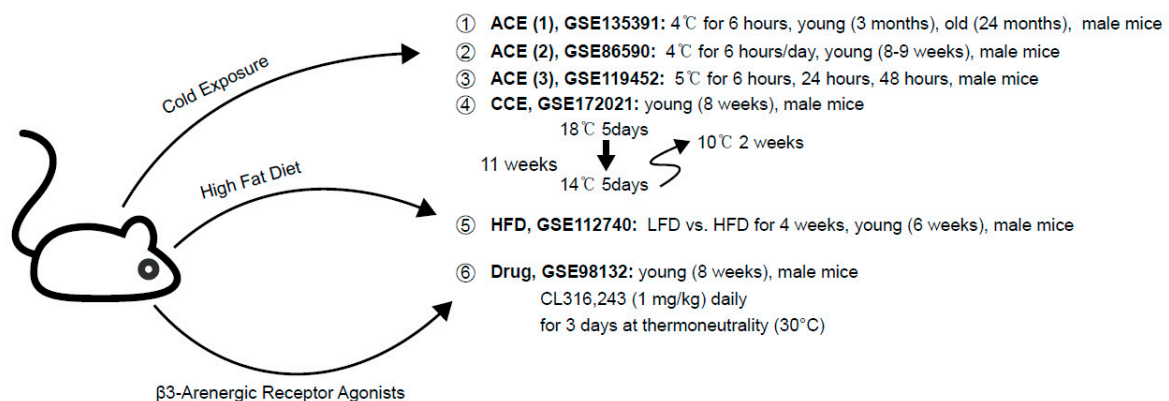 ① ACE (1), GSE135391: 4℃ for 6 hours, young (3 months), old (24 months), male mice
② ACE (2), GSE86590: 4℃ for 6 hours/day, young (8-9 weeks), male mice
③ ACE (3), GSE119452: 5℃ for 6 hours, 24 hours, 48 hours, male mice
④ CCE, GSE172021: young (8 weeks), male mice
Cold Exposure
18℃ 5days
10℃ 2 weeks
11 weeks
14℃ 5days
High Fat Diet
⑤ HFD, GSE112740: LFD vs. HFD for 4 weeks, young (6 weeks), male mice
⑥ Drug, GSE98132: young (8 weeks), male mice
CL316,243 (1 mg/kg) daily
for 3 days at thermoneutrality (30°C)
β3-Arenergic Receptor Agonists